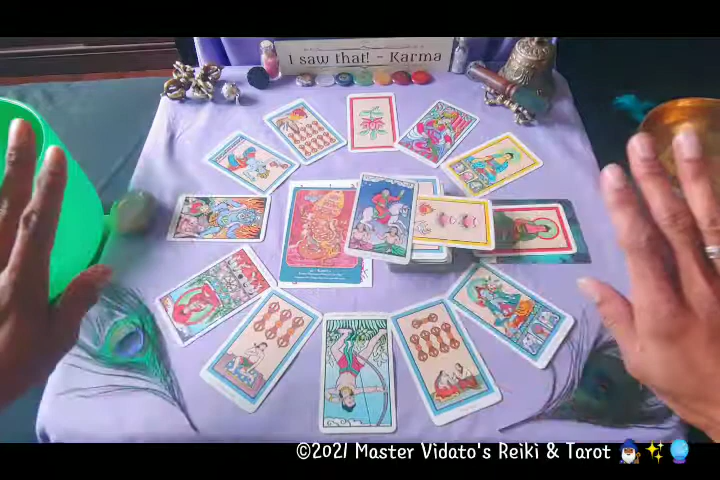 I saw that! - Karma
©2021 Master Vidato's Reiki & Tarot 🧙‍♂️✨🔮